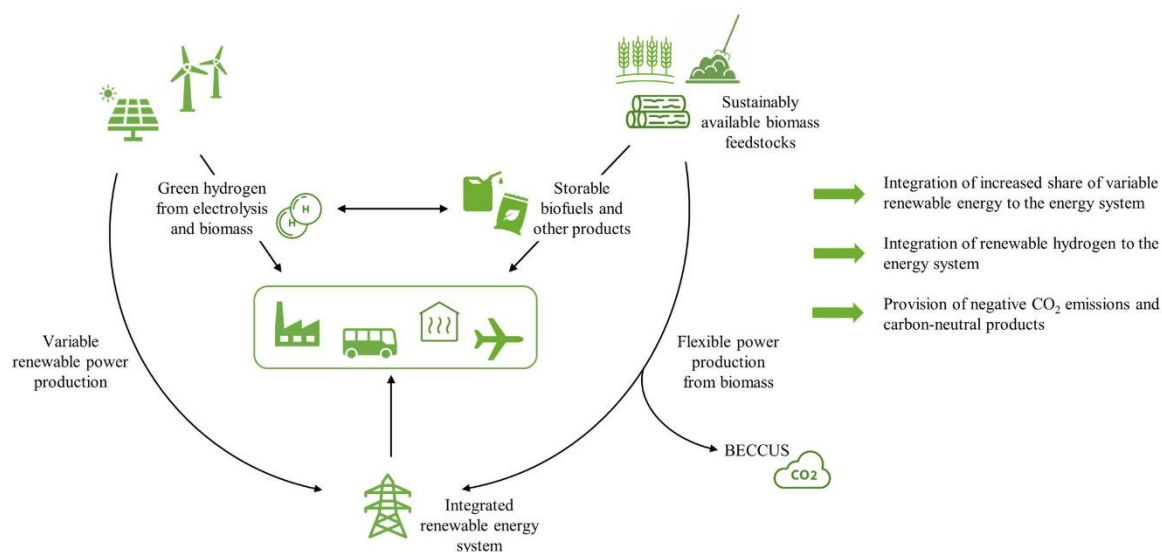 Sustainably
available biomass
feedstocks
Green hydrogen
from electrolysis
and biomass
H
H
Storable
biofuels and
other products
Integration of increased share of variable
renewable energy to the energy system
Integration of renewable hydrogen to the
energy system
Provision of negative CO₂ emissions and
carbon-neutral products
Variable
renewable power
production
Flexible power
production
from biomass
BECCUS
CO2
Integrated
renewable energy
system